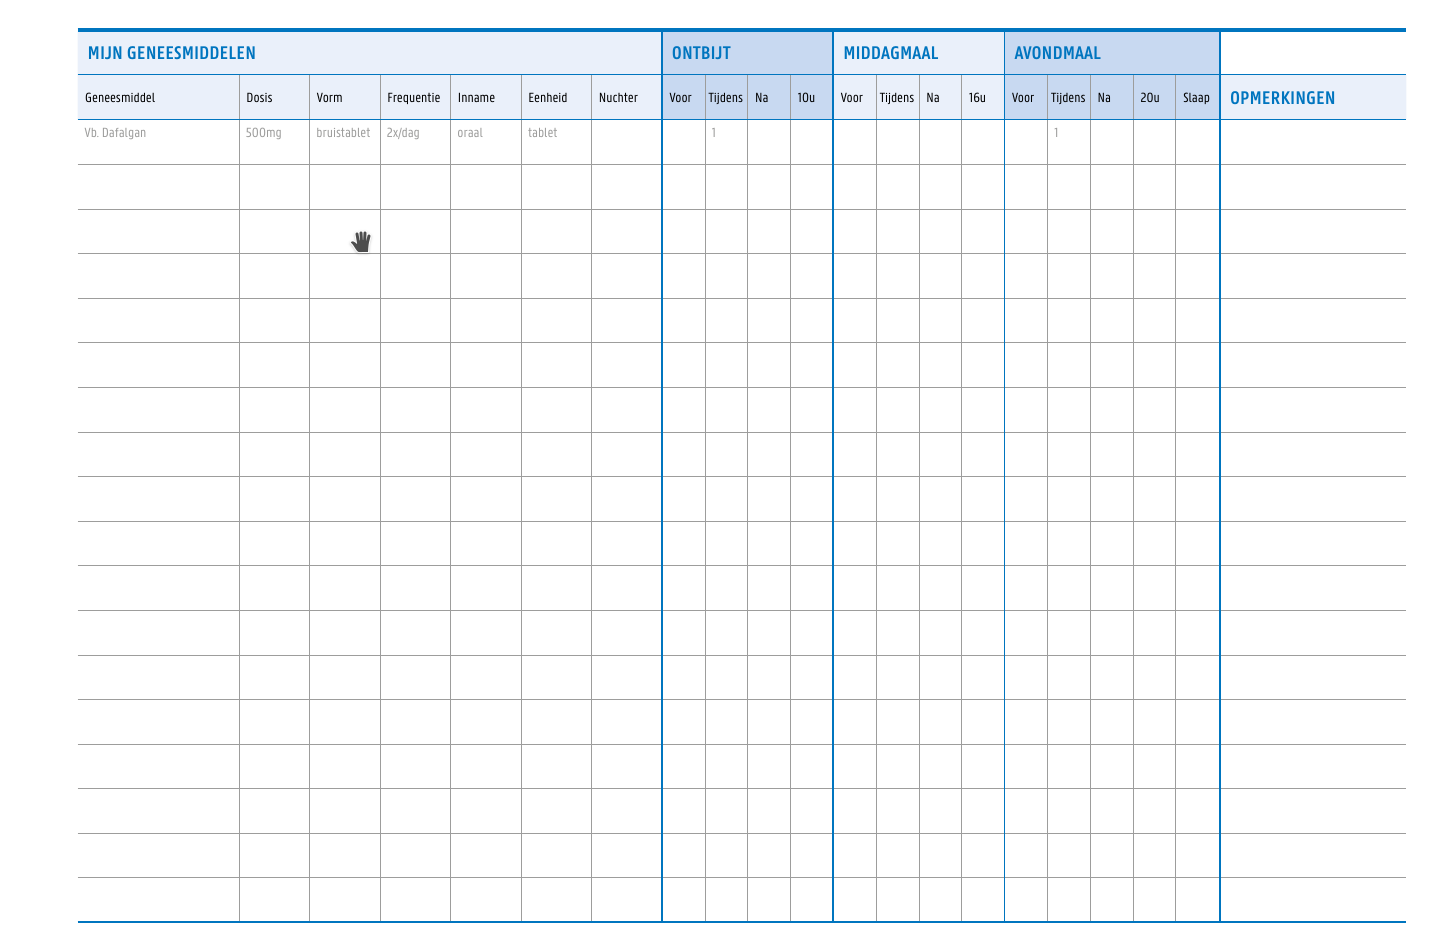 MIJN GENEESMIDDELEN ONTBIJT MIDDAGMAAL AVONDMAAL
Geneesmiddel Dosis Vorm Frequentie Inname Eenheid Nuchter Voor Tijdens Na 10u Voor Tijdens Na 16u Voor Tijdens Na 20u Slaap OPMERKINGEN
Vb. Dafalgan 500mg bruistablet 2x/dag oraal tablet 1 1